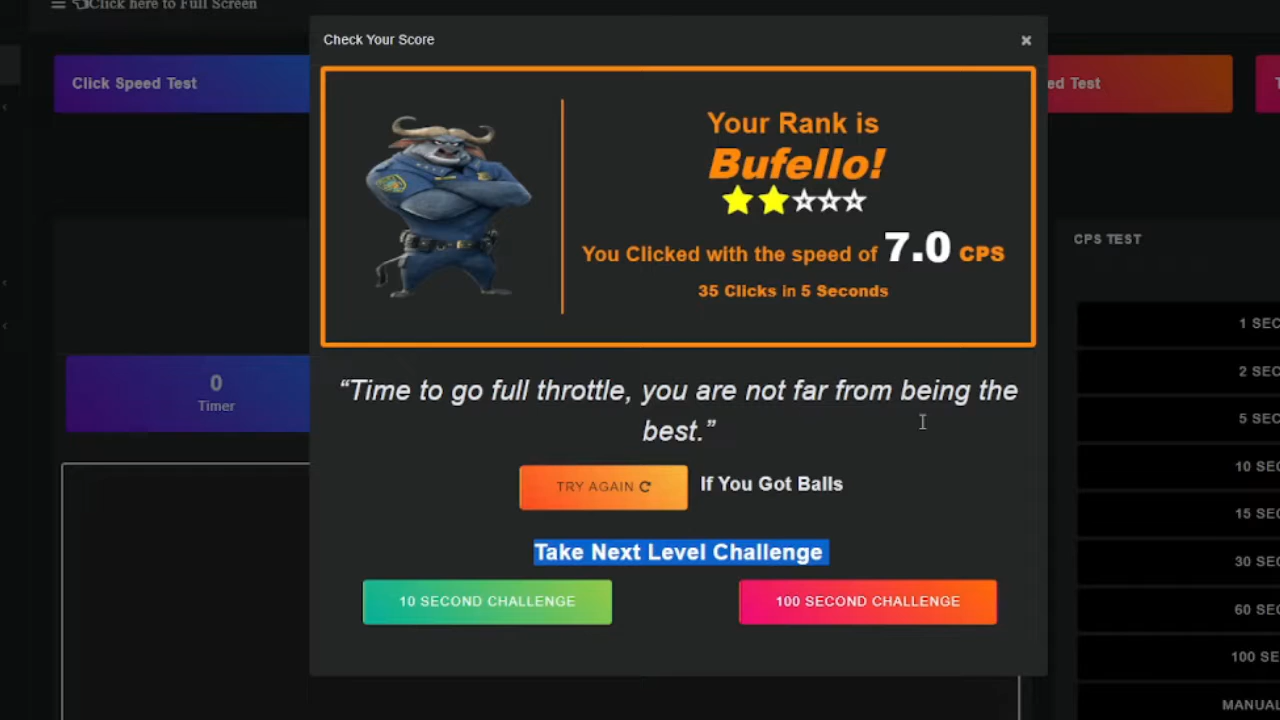 Click here to Full Screen
Check Your Score
×
Click Speed Test
ed Test
Your Rank is
Bufello!
You Clicked with the speed of 7.0 CPS
35 Clicks in 5 Seconds
CPS TEST
1 SEC
2 SEC
5 SEC
10 SEC
15 SEC
30 SEC
60 SEC
100 SEC
MANUAL
0
Timer
“Time to go full throttle, you are not far from being the
best.”
TRY AGAIN If You Got Balls
Take Next Level Challenge
10 SECOND CHALLENGE
100 SECOND CHALLENGE